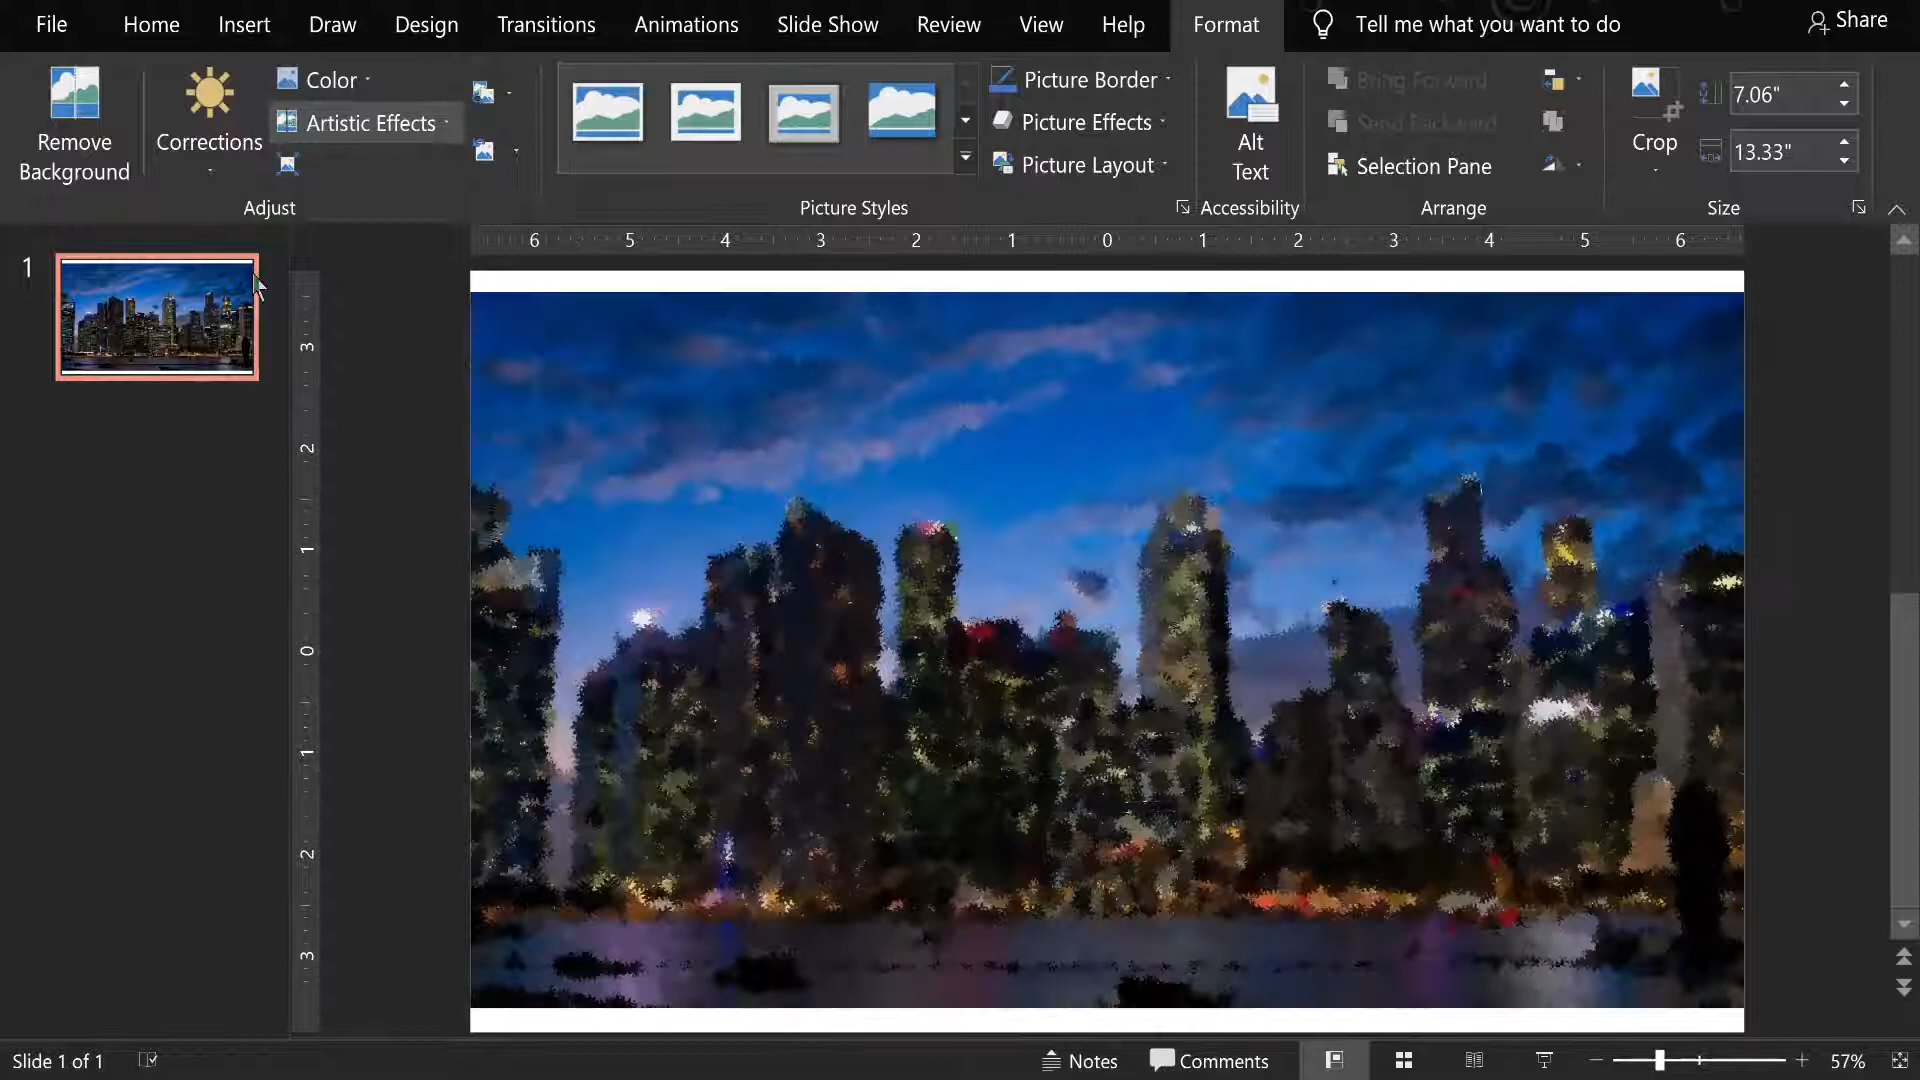 File Home Insert Draw Design Transitions Animations Slide Show Review View Help Format Tell me what you want to do Share
Remove Background
Corrections
Color
Artistic Effects
Adjust
Picture Styles
Picture Border
Picture Effects
Picture Layout
Alt Text
Accessibility
Bring Forward
Send Backward
Selection Pane
Arrange
Crop
7.06"
13.33"
Size
6 5 4 3 2 1 0 1 2 3 4 5 6
1
3
2
1
0
1
2
3
Slide 1 of 1 Notes Comments 57%